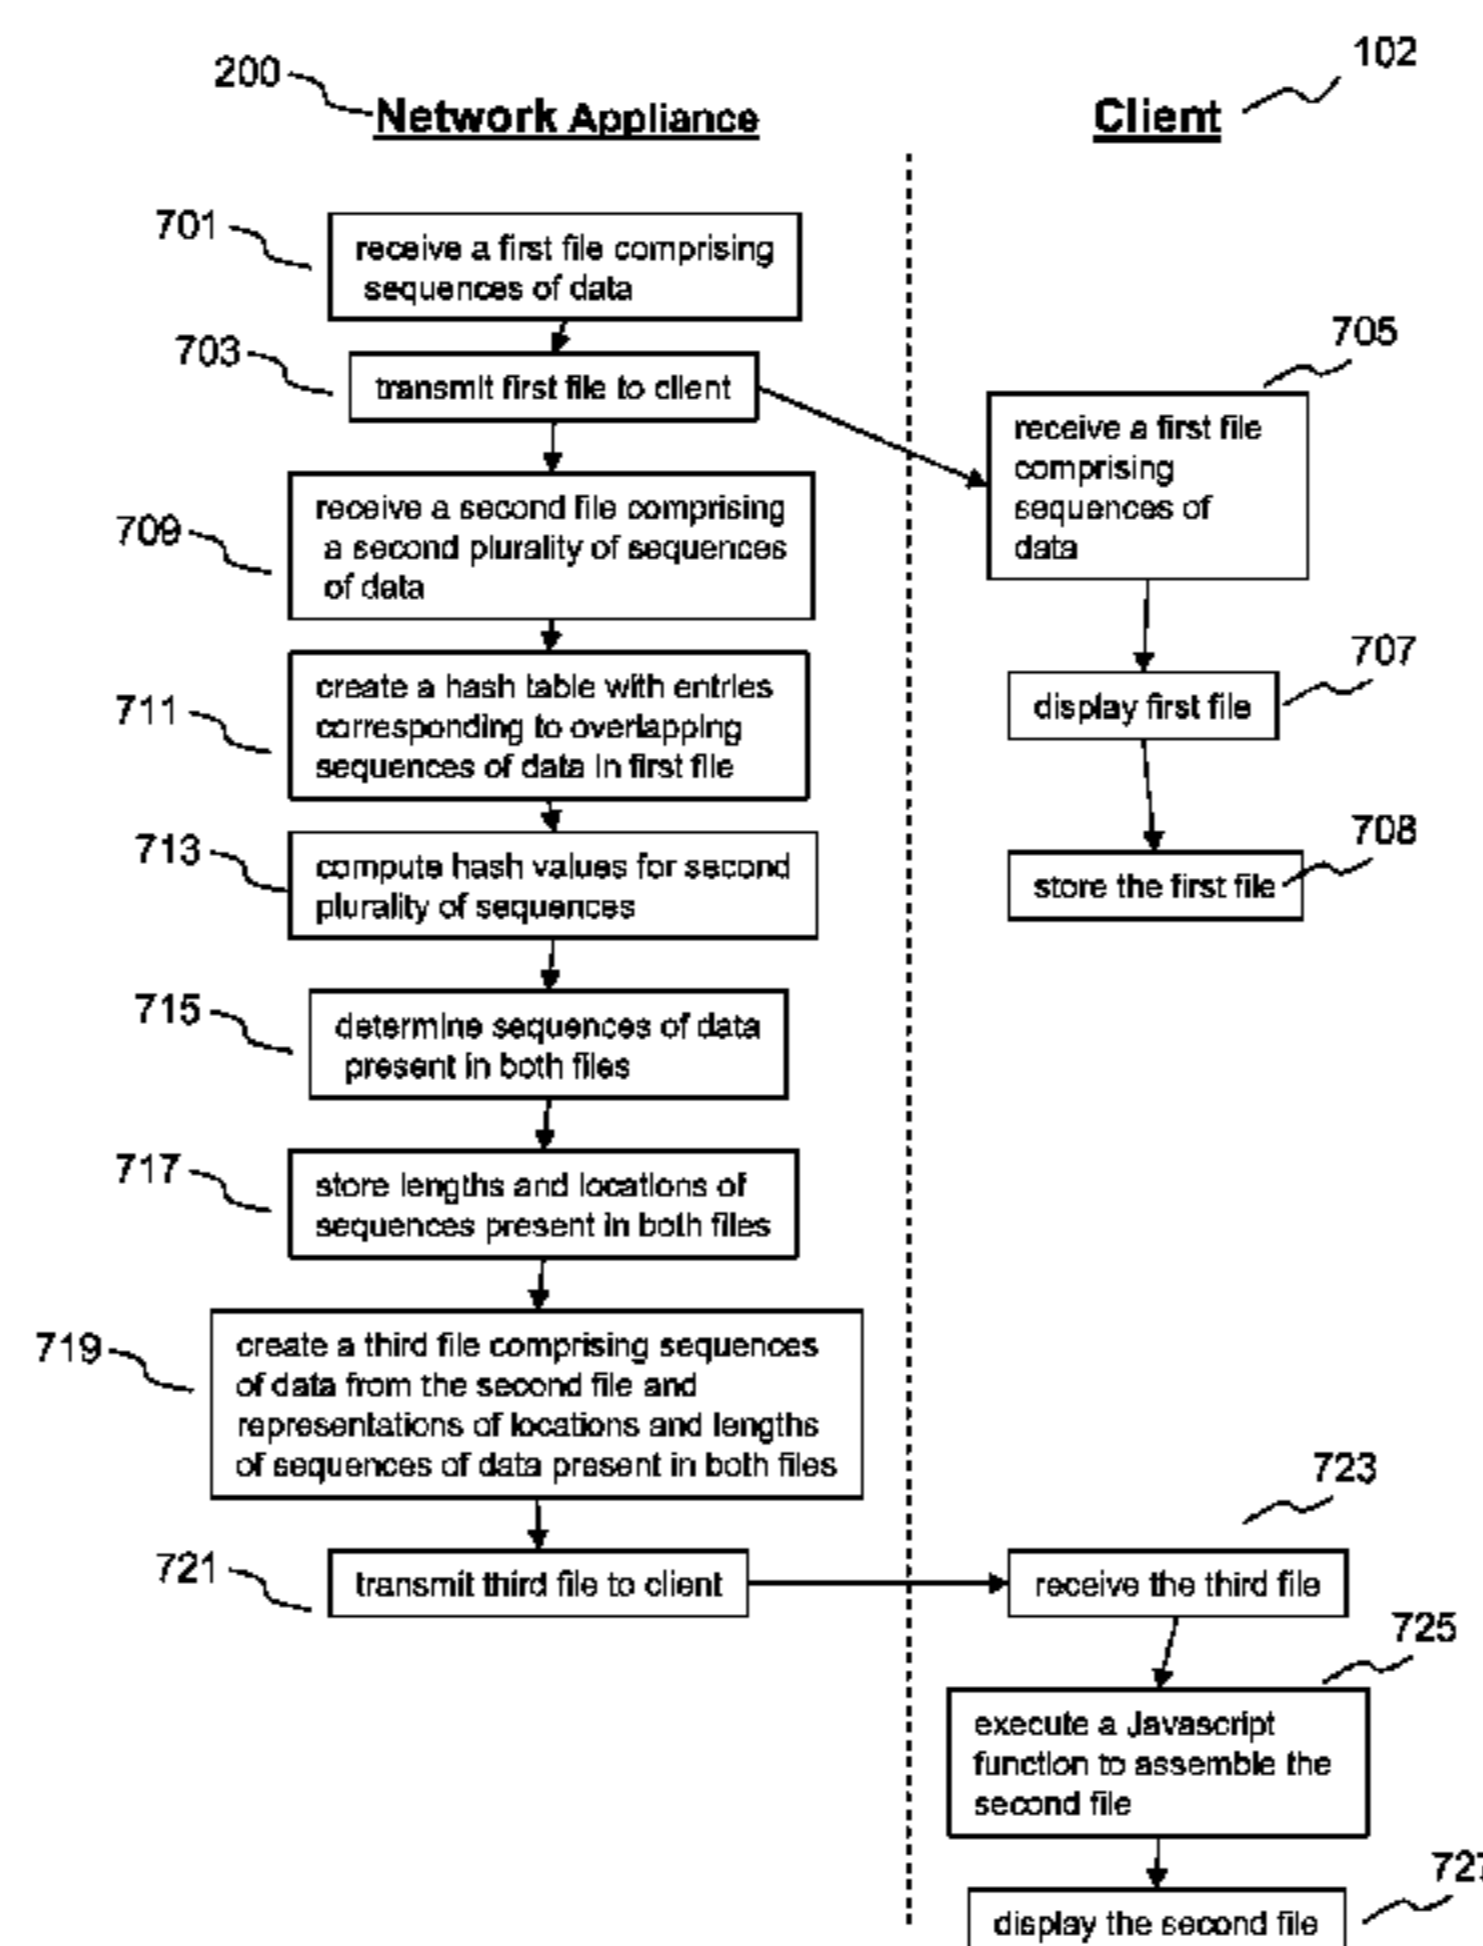 200
Network Appliance
102
Client
701
receive a first file comprising
sequences of data
703
transmit first file to client
705
receive a first file
comprising
sequences of
data
709
receive a second file comprising
a second plurality of sequences
of data
707
display first file
711
create a hash table with entries
corresponding to overlapping
sequences of data in first file
708
store the first file
713
compute hash values for second
plurality of sequences
715
determine sequences of data
present in both files
717
store lengths and locations of
sequences present in both files
719
create a third file comprising sequences
of data from the second file and
representations of locations and lengths
of sequences of data present in both files
721
transmit third file to client
723
receive the third file
725
execute a Javascript
function to assemble the
second file
727
display the second file